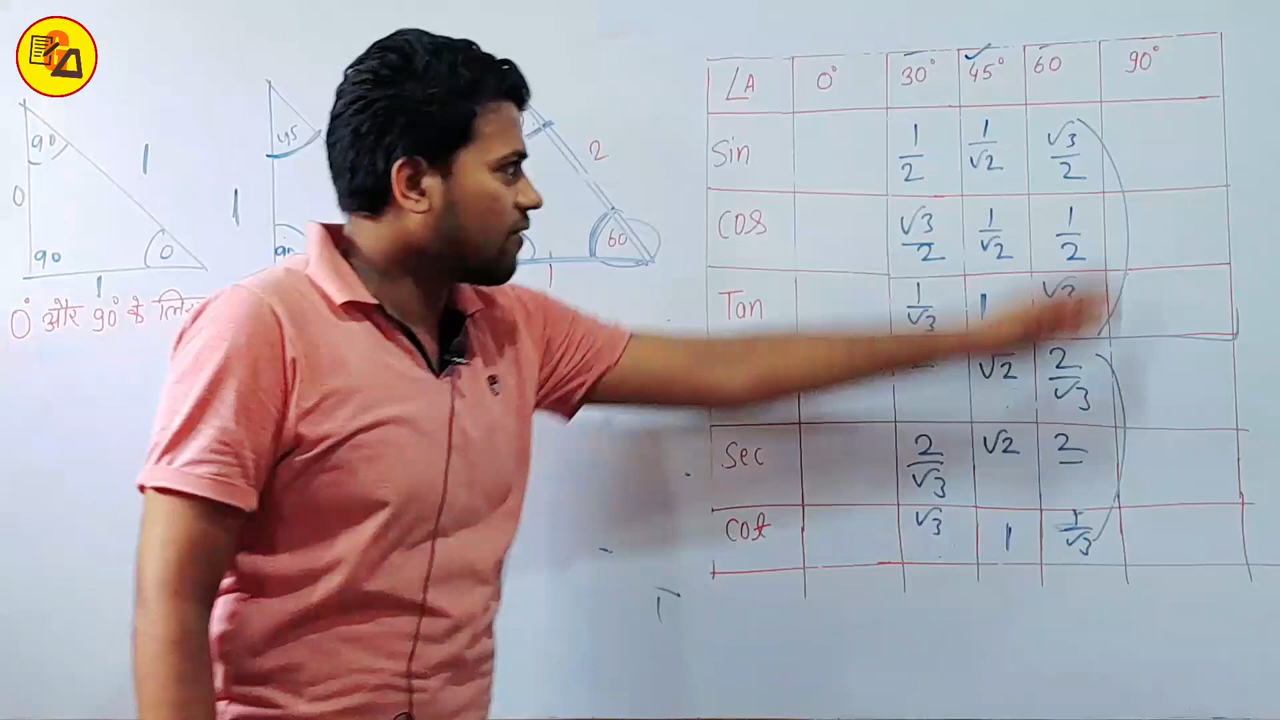 ∠A 0° 30° 45° 60 90°
Sin 1/2 1/√2 √3/2
COS √3/2 1/√2 1/2
Tan 1/√3 1
√2 2/√3
Sec 2/√3 √2 2
Cot √3 1 1/√3
90
0 1
90 0
1
45
1
2
60
1
0° और 90° के